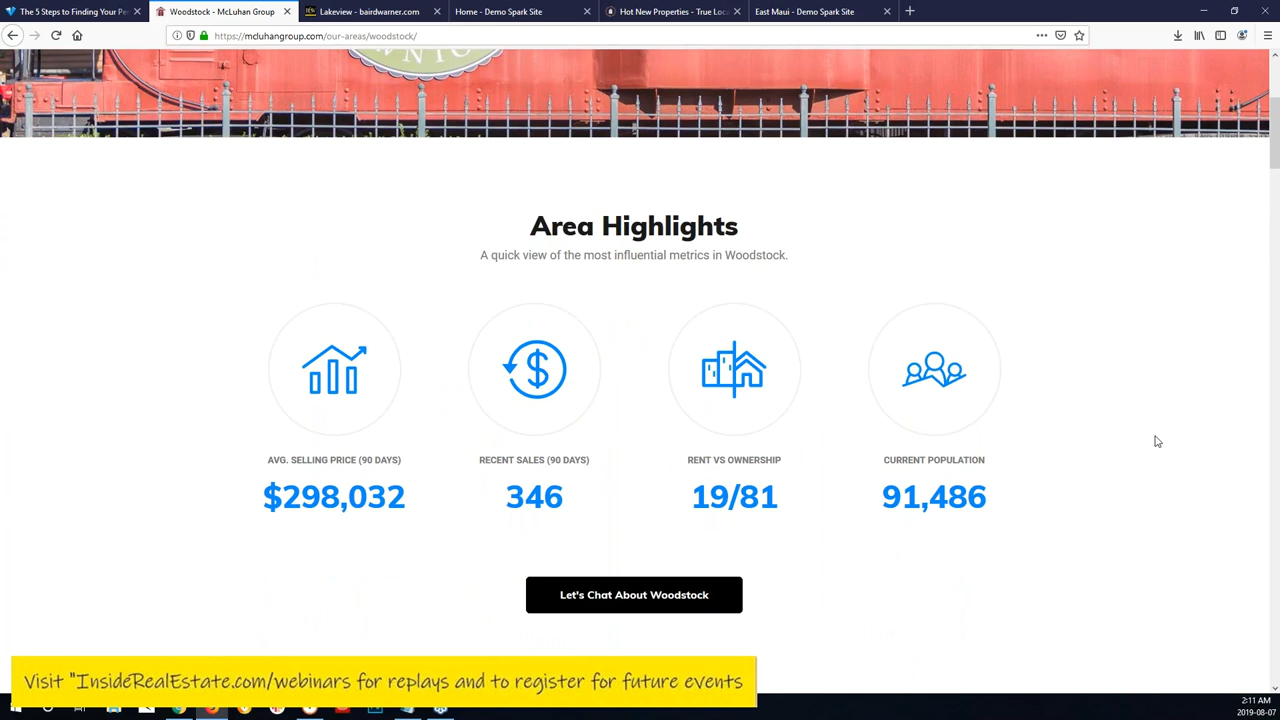 The 5 Steps to Finding Your Per
Woodstock - McLuhan Group
Lakeview - bairdwarner.com
Home - Demo Spark Site
Hot New Properties - True Loca
East Maui - Demo Spark Site
https://mcluhangroup.com/our-areas/woodstock/
Area Highlights
A quick view of the most influential metrics in Woodstock.
AVG. SELLING PRICE (90 DAYS)
$298,032
RECENT SALES (90 DAYS)
346
RENT VS OWNERSHIP
19/81
CURRENT POPULATION
91,486
Let's Chat About Woodstock
Visit "InsideRealEstate.com/webinars for replays and to register for future events
2:11 AM
2019-08-07